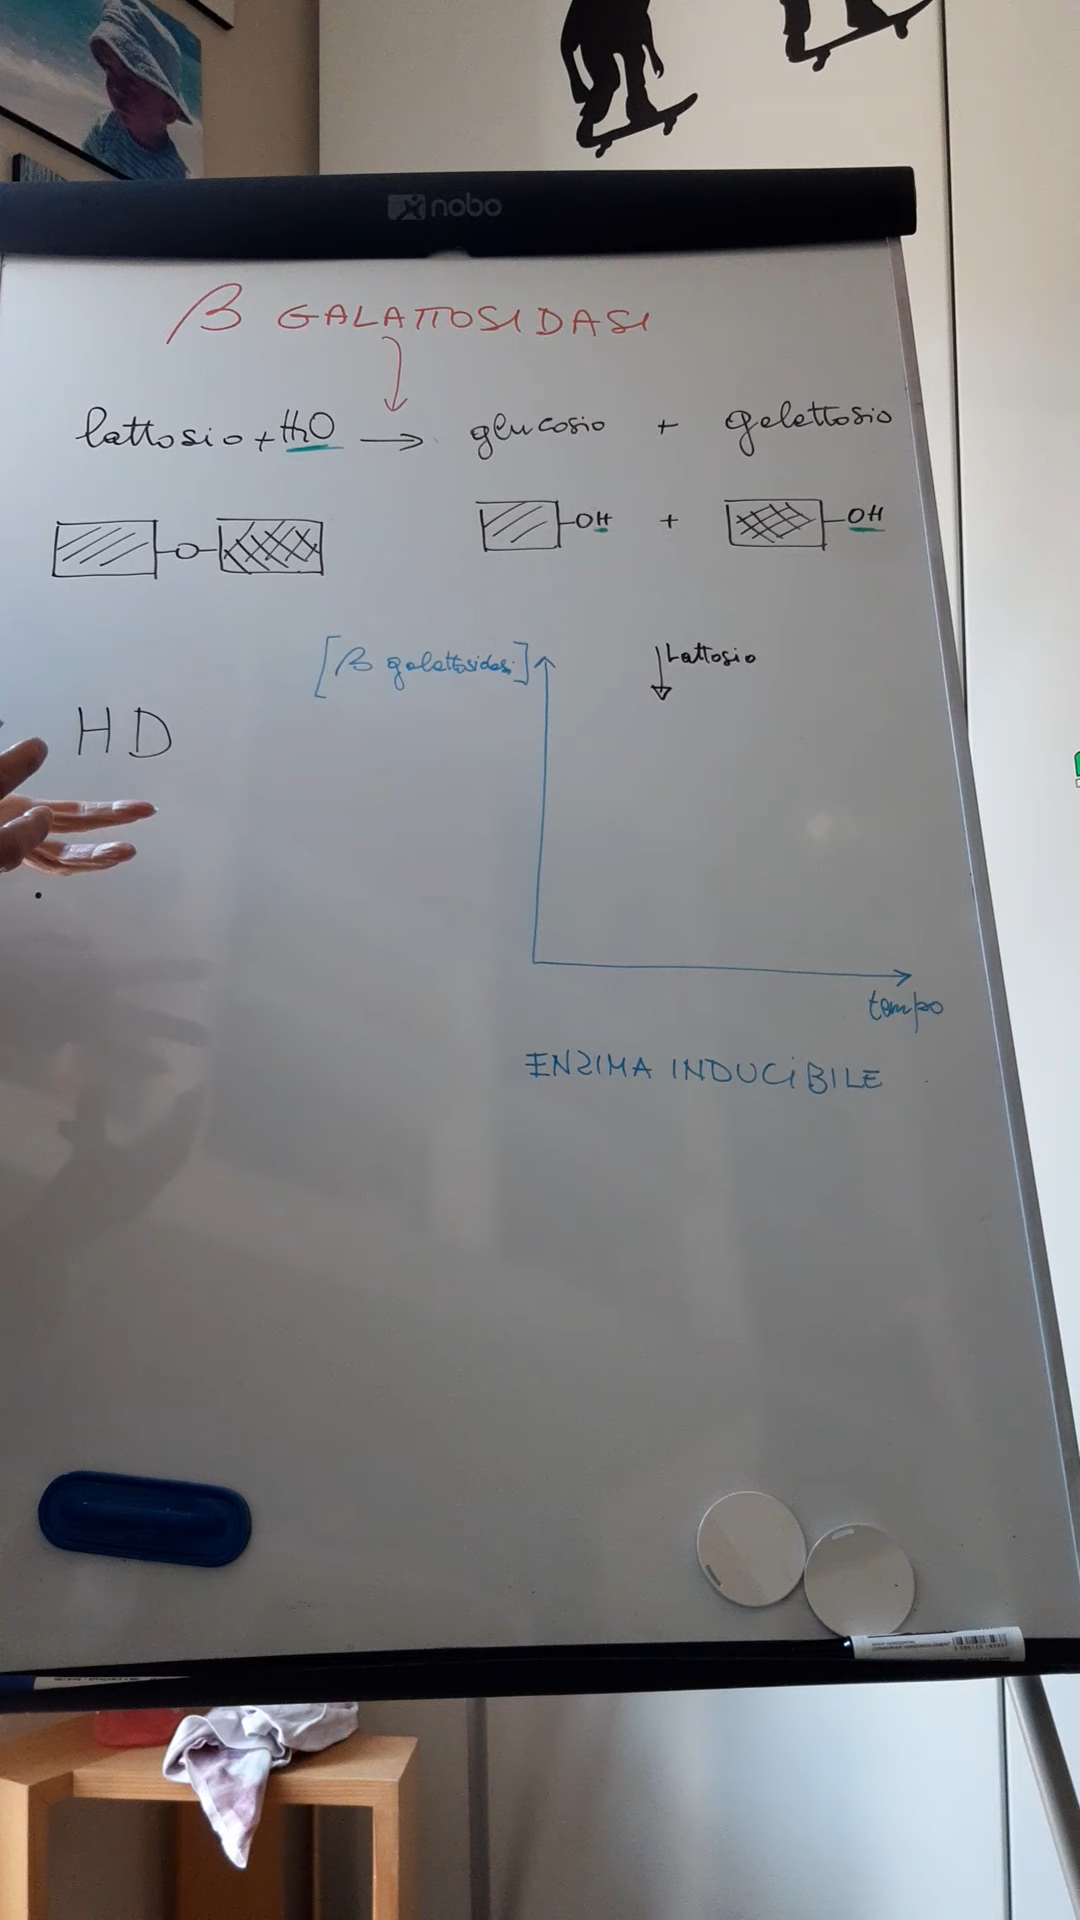 nobo
β GALATTOSIDASI
lattosio + H2O → glucosio + galattosio
-O- -OH + -OH
[β galattosidasi] ↓ Lattosio
HD
tempo
ENZIMA INDUCiBILE